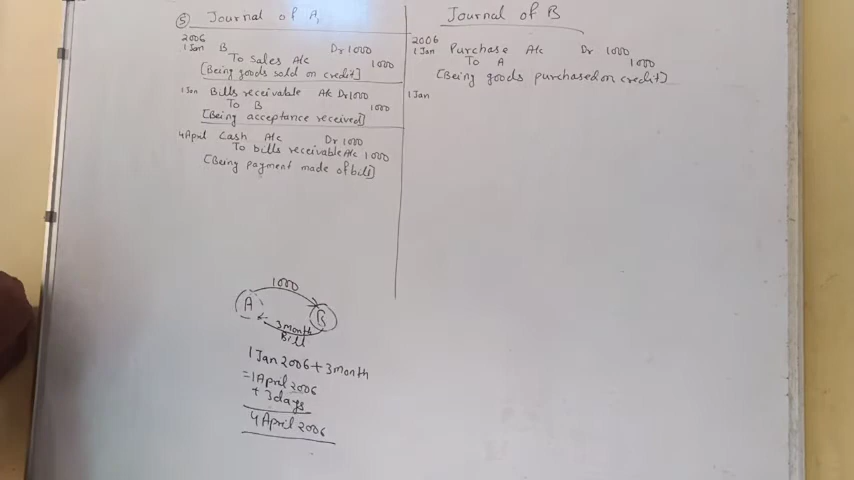 ⑤ Journal of A,
2006
1 Jan B Dr 1000
To Sales A/c 1000
[Being goods sold on credit]
1 Jan Bills receivable A/c Dr 1000
To B 1000
[Being acceptance received]
4 April Cash A/c Dr 1000
To bills receivable A/c 1000
[Being payment made of bill]
Journal of B
2006
1 Jan Purchase A/c Dr 1000
To A 1000
[Being goods purchased on credit]
1 Jan
1000
A
B
3 month
Bill
1 Jan 2006 + 3 month
= 1 April 2006
+ 3 days
4 April 2006